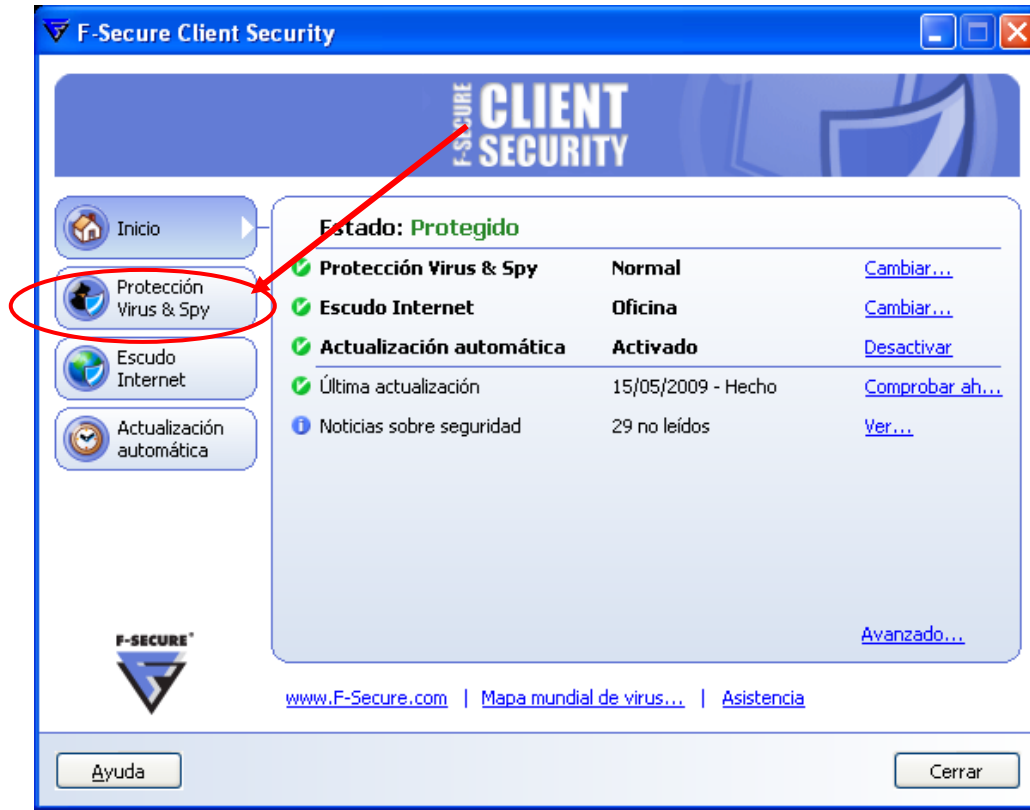 F-Secure Client Security
F-SECURE
CLIENT
SECURITY
Inicio
Protección
Virus & Spy
Escudo
Internet
Actualización
automática
Estado: Protegido
Protección Virus & Spy Normal Cambiar...
Escudo Internet Oficina Cambiar...
Actualización automática Activado Desactivar
Última actualización 15/05/2009 - Hecho Comprobar ah...
Noticias sobre seguridad 29 no leídos Ver...
Avanzado...
F-SECURE®
www.F-Secure.com | Mapa mundial de virus... | Asistencia
Ayuda Cerrar